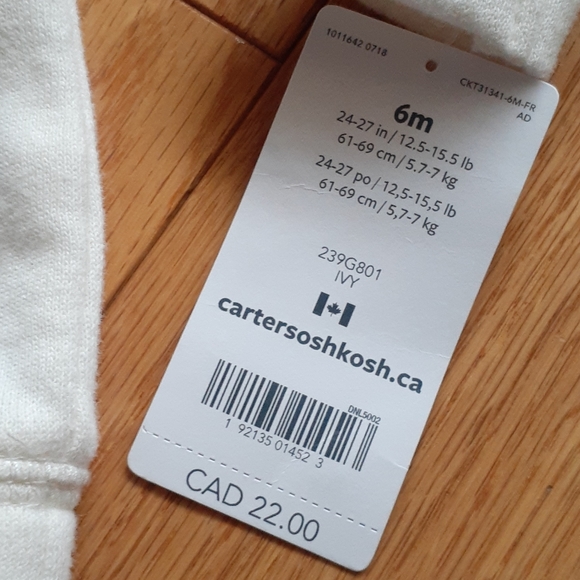 1011642 0718
CKT31341-6M-FR
AD
6m
24-27 in / 12.5-15.5 lb
61-69 cm / 5.7-7 kg
24-27 po / 12,5-15,5 lb
61-69 cm / 5,7-7 kg
239G801
IVY
cartersoshkosh.ca
DNL5002
1 92135 01452 3
CAD 22.00